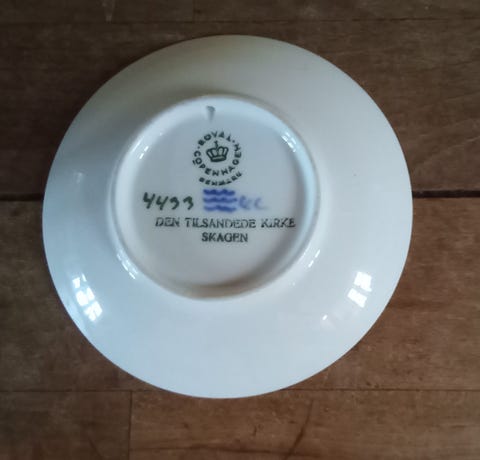 ROYAL
COPENHAGEN
DENMARK
4433
DEN TILSANDEDE KIRKE
SKAGEN